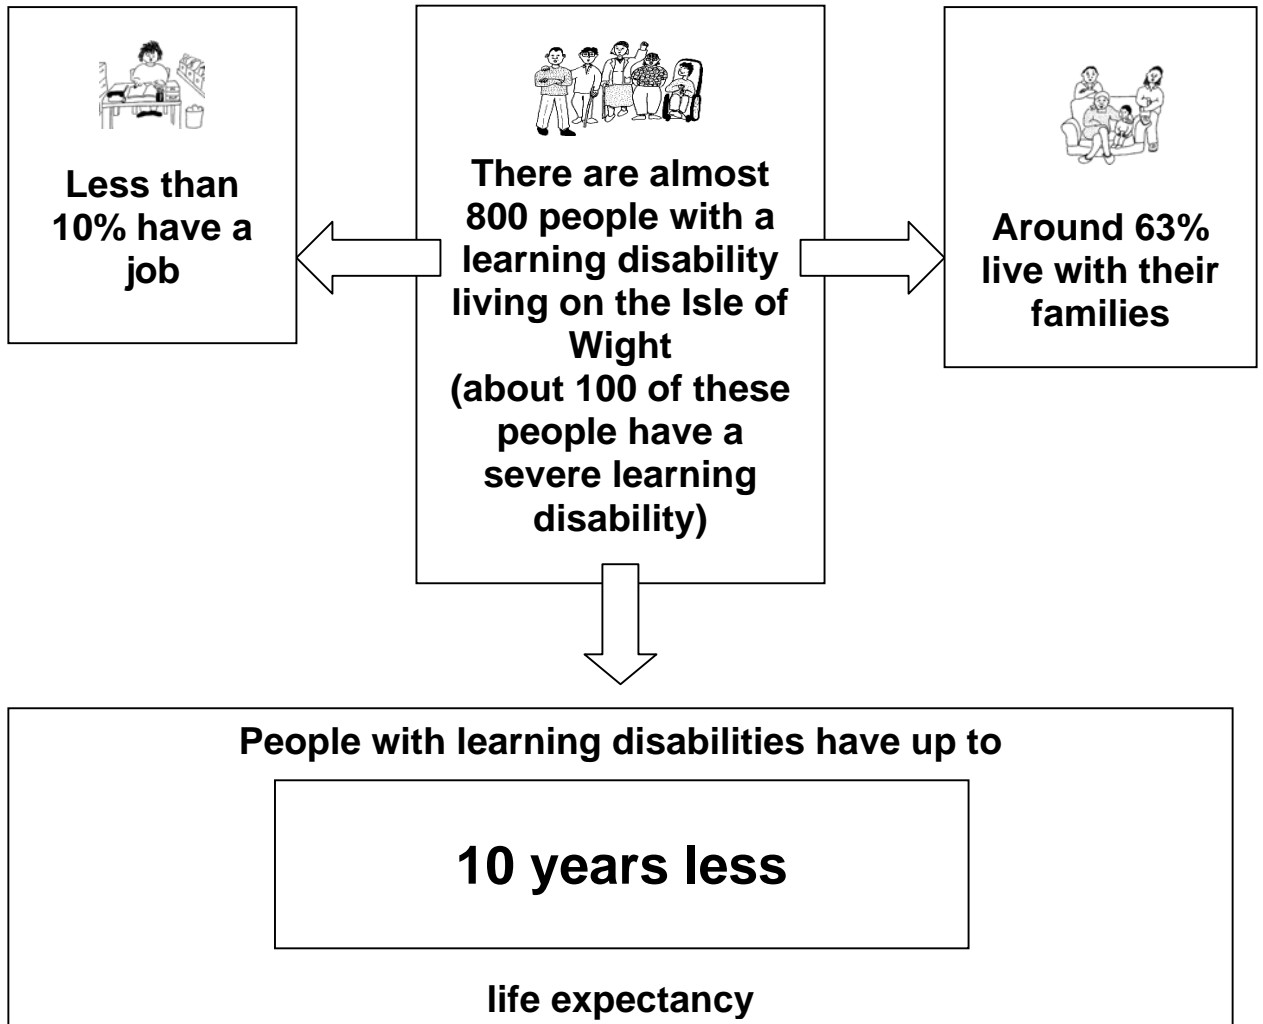 Less than
10% have a
job
There are almost
800 people with a
learning disability
living on the Isle of
Wight
(about 100 of these
people have a
severe learning
disability)
Around 63%
live with their
families
People with learning disabilities have up to
10 years less
life expectancy